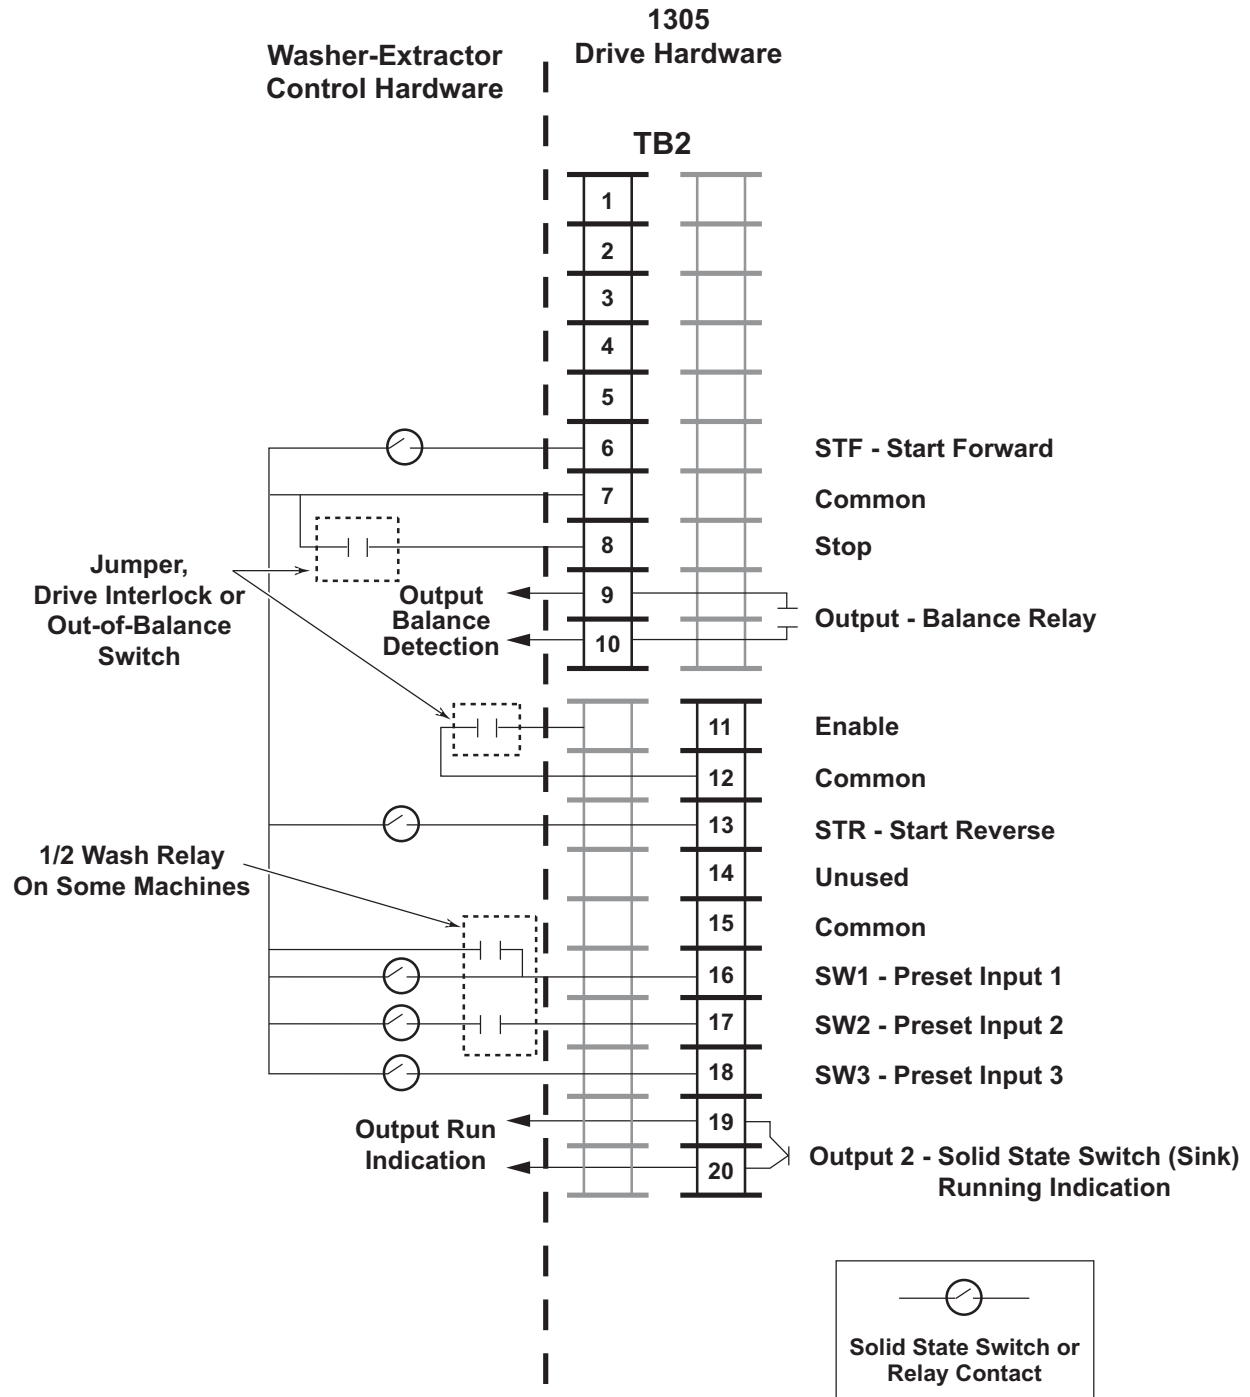 1305
Drive Hardware
Washer-Extractor
Control Hardware
TB2
1
2
3
4
5
6
STF - Start Forward
7
Common
8
Stop
Jumper,
Drive Interlock or
Out-of-Balance
Switch
Output
Balance
Detection
9
10
Output - Balance Relay
11
Enable
12
Common
13
STR - Start Reverse
1/2 Wash Relay
On Some Machines
14
Unused
15
Common
16
SW1 - Preset Input 1
17
SW2 - Preset Input 2
18
SW3 - Preset Input 3
Output Run
Indication
19
20
Output 2 - Solid State Switch (Sink)
Running Indication
Solid State Switch or
Relay Contact